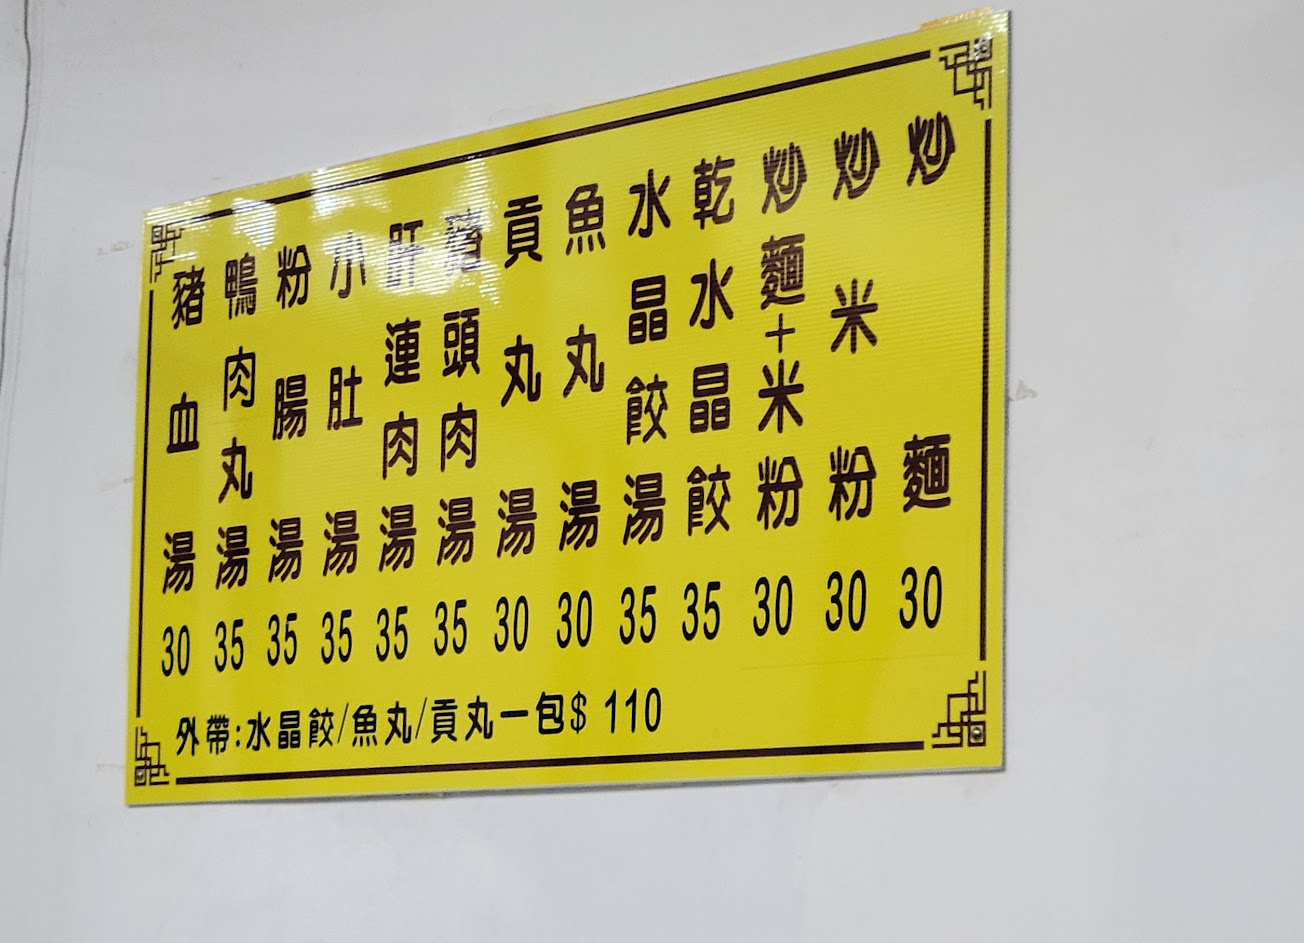 炒麵 30
炒米粉 30
炒麵+米粉 30
乾水晶餃 35
水晶餃湯 35
魚丸湯 30
貢丸湯 30
豬頭肉湯 35
肝連肉湯 35
小肚湯 35
粉腸湯 35
鴨肉丸湯 35
豬血湯 30
外帶:水晶餃/魚丸/貢丸一包$ 110